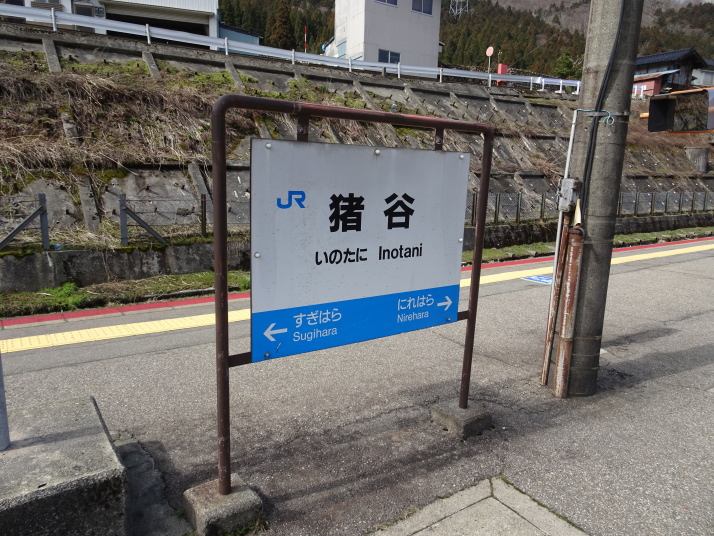 JR
猪谷
いのたに Inotani
← すぎはら
Sugihara
にれはら →
Nirehara